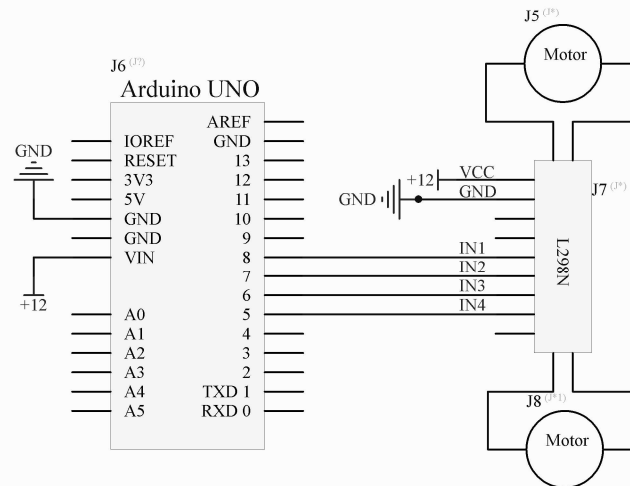 J5 (J*)
Motor
J6 (J?)
Arduino UNO
AREF
IOREF GND
RESET 13
3V3 12
5V 11
GND 10
GND 9
VIN 8
7
6
A0 5
A1 4
A2 3
A3 2
A4 TXD 1
A5 RXD 0
GND
+12
+12 VCC
GND GND
IN1
IN2
IN3
IN4
L298N
J7 (J*)
J8 (J*1)
Motor